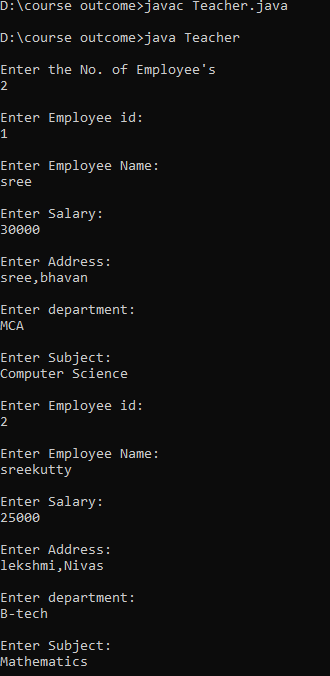 D:\course outcome>javac Teacher.java
D:\course outcome>java Teacher
Enter the No. of Employee's
2
Enter Employee id:
1
Enter Employee Name:
sree
Enter Salary:
30000
Enter Address:
sree,bhavan
Enter department:
MCA
Enter Subject:
Computer Science
Enter Employee id:
2
Enter Employee Name:
sreekutty
Enter Salary:
25000
Enter Address:
lekshmi,Nivas
Enter department:
B-tech
Enter Subject:
Mathematics